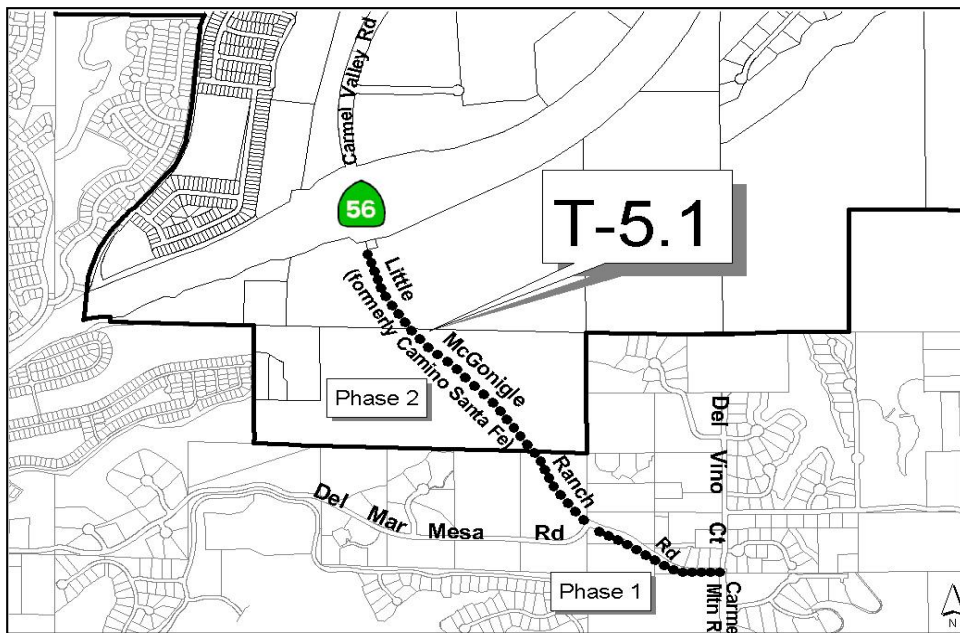 Carmel Valley Rd
56
T-5.1
Little McGonigle Ranch Rd
(formerly Camino Santa Fe)
Phase 2
Del Vino Ct
Del Mar Mesa Rd
Phase 1
Carme
Mtn R
N